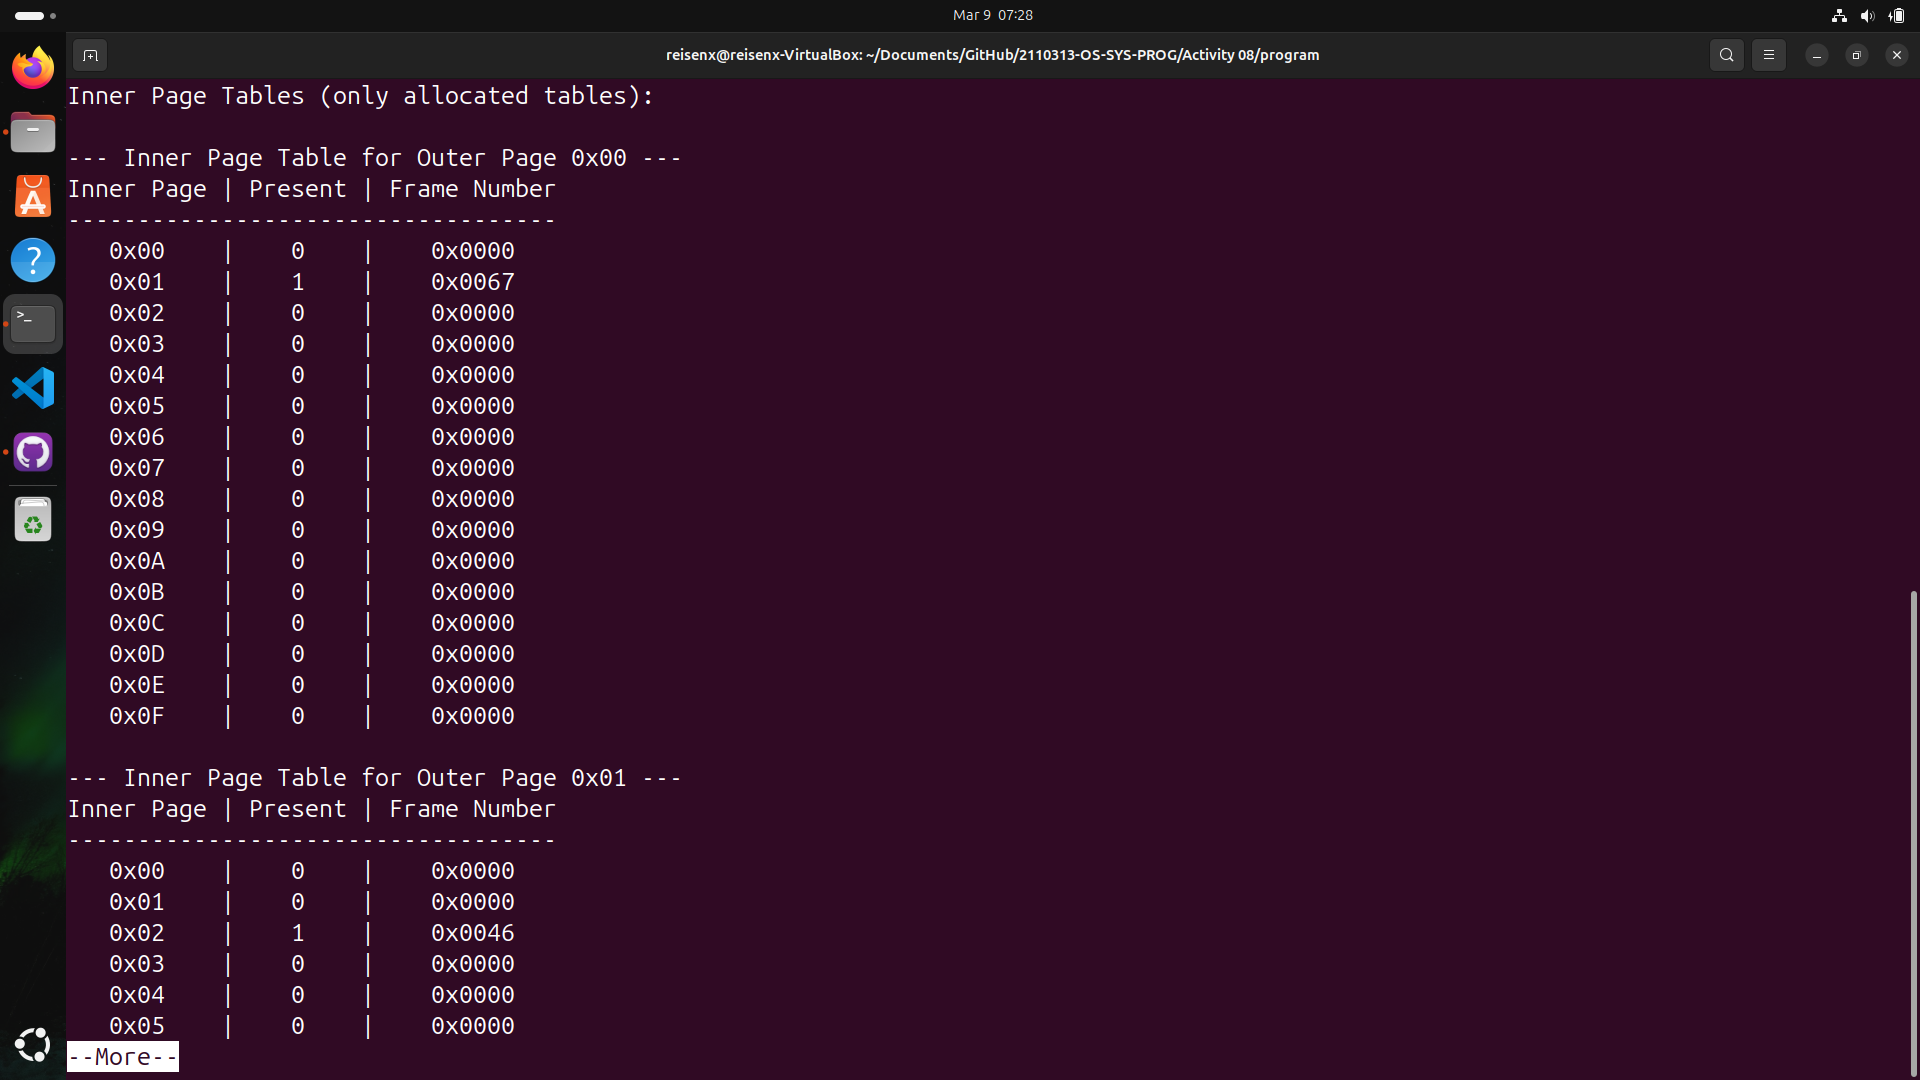 Mar 9 07:28
reisenx@reisenx-VirtualBox: ~/Documents/GitHub/2110313-OS-SYS-PROG/Activity 08/program
Inner Page Tables (only allocated tables):
--- Inner Page Table for Outer Page 0x00 ---
Inner Page | Present | Frame Number
-----------------------------------
0x00 | 0 | 0x0000
0x01 | 1 | 0x0067
0x02 | 0 | 0x0000
0x03 | 0 | 0x0000
0x04 | 0 | 0x0000
0x05 | 0 | 0x0000
0x06 | 0 | 0x0000
0x07 | 0 | 0x0000
0x08 | 0 | 0x0000
0x09 | 0 | 0x0000
0x0A | 0 | 0x0000
0x0B | 0 | 0x0000
0x0C | 0 | 0x0000
0x0D | 0 | 0x0000
0x0E | 0 | 0x0000
0x0F | 0 | 0x0000
--- Inner Page Table for Outer Page 0x01 ---
Inner Page | Present | Frame Number
-----------------------------------
0x00 | 0 | 0x0000
0x01 | 0 | 0x0000
0x02 | 1 | 0x0046
0x03 | 0 | 0x0000
0x04 | 0 | 0x0000
0x05 | 0 | 0x0000
--More--